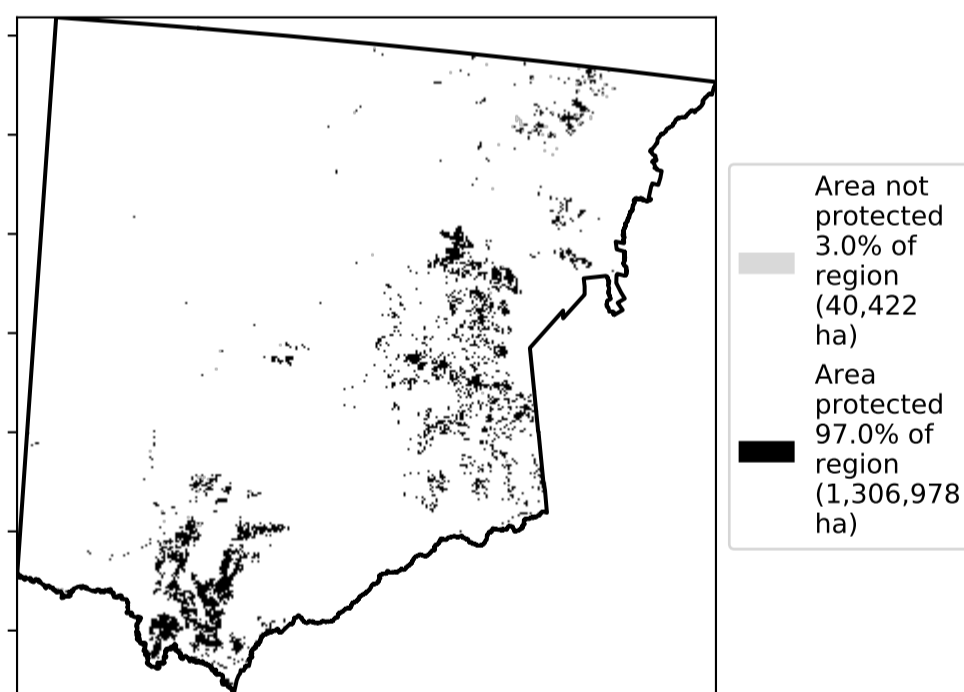 Area not
protected
3.0% of
region
(40,422
ha)
Area
protected
97.0% of
region
(1,306,978
ha)